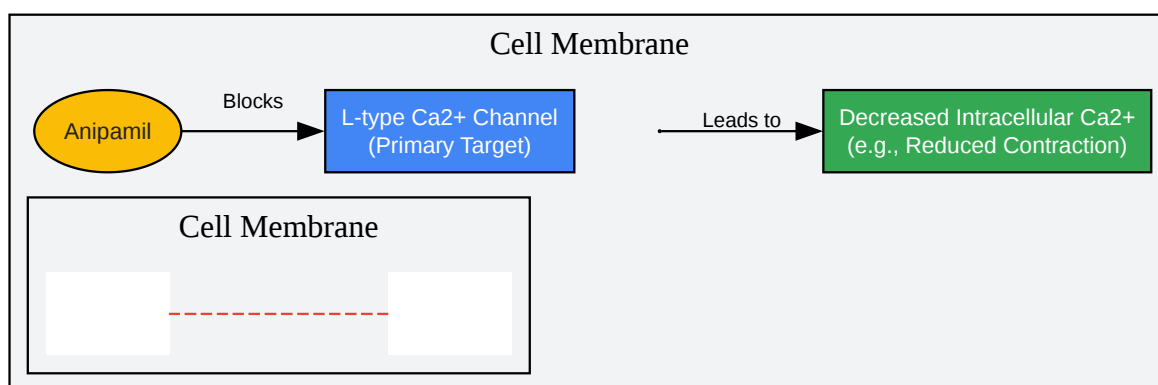 Cell Membrane
Blocks
Anipamil
L-type Ca2+ Channel
(Primary Target)
Leads to
Decreased Intracellular Ca2+
(e.g., Reduced Contraction)
Cell Membrane